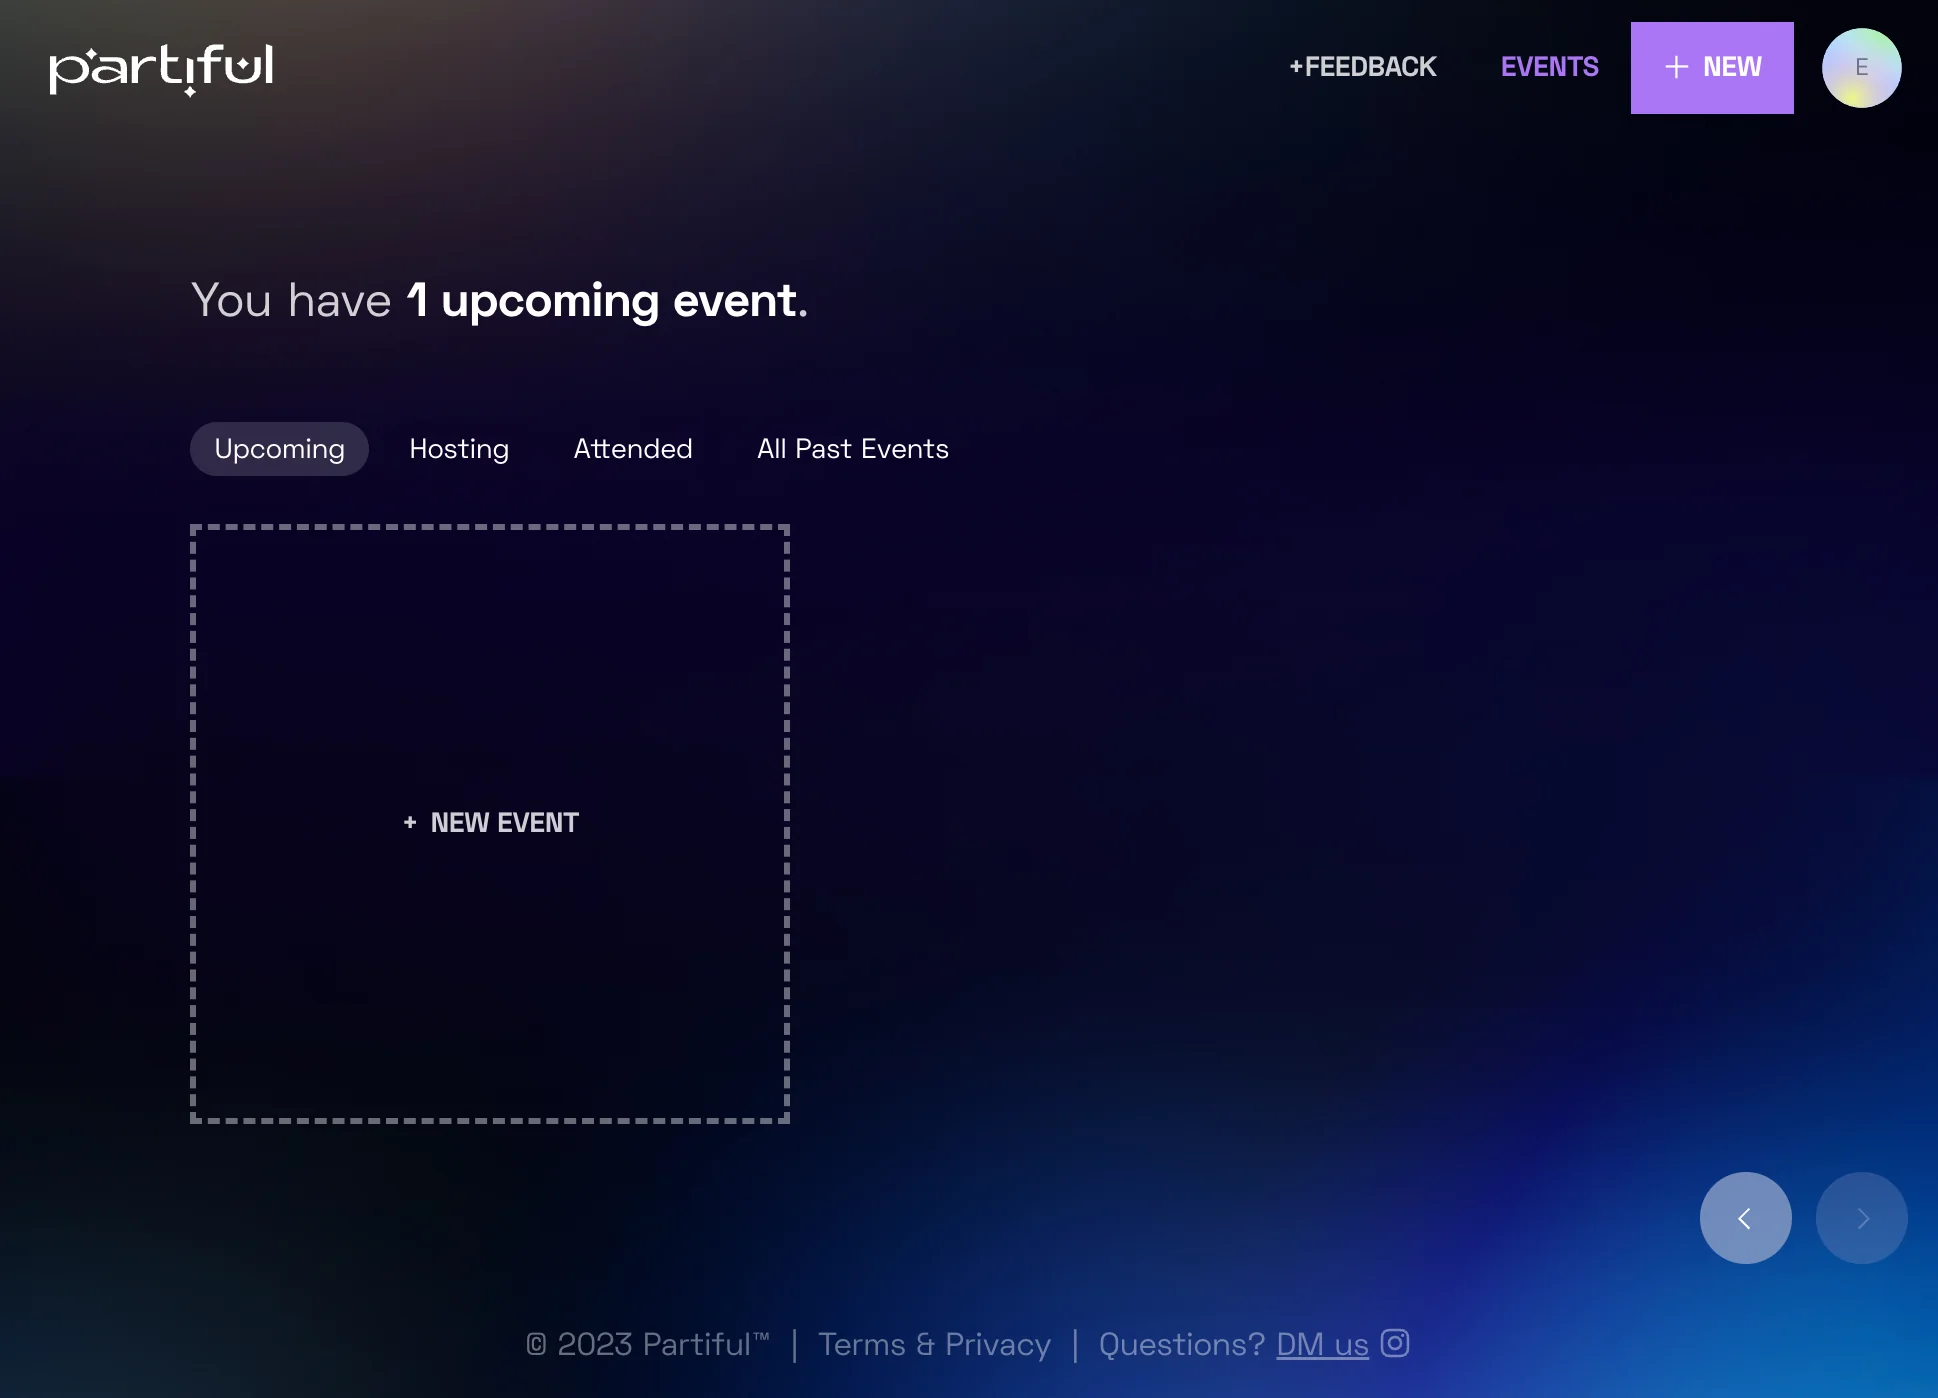 partiful
+FEEDBACK
EVENTS
+ NEW
E
You have 1 upcoming event.
Upcoming
Hosting
Attended
All Past Events
+ NEW EVENT
© 2023 Partiful™ | Terms & Privacy | Questions? DM us